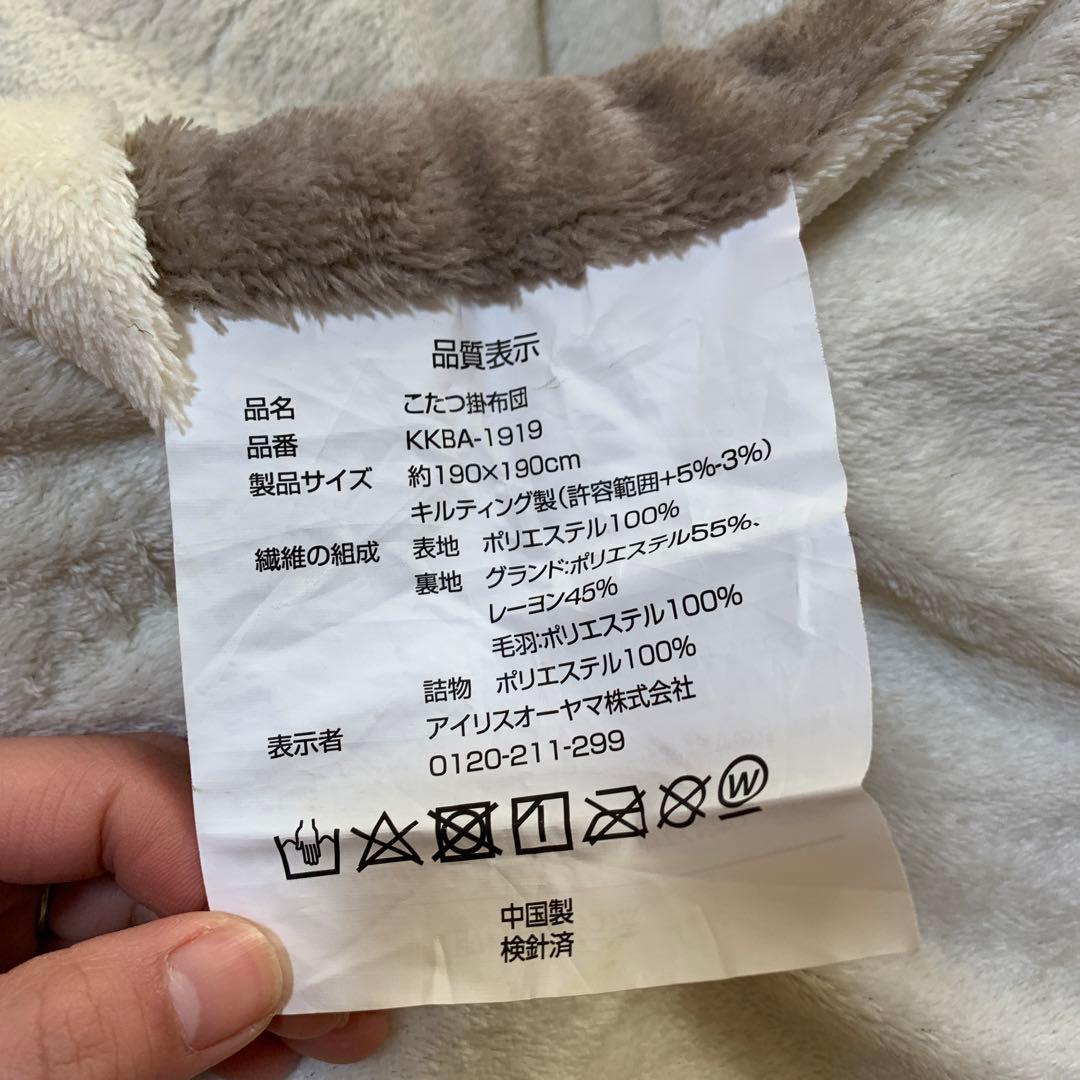 品質表示
品名 こたつ掛布団
品番 KKBA-1919
製品サイズ 約190×190cm
キルティング製(許容範囲+5%-3%)
繊維の組成 表地 ポリエステル100%
裏地 グランド:ポリエステル55%、
レーヨン45%
毛羽:ポリエステル100%
詰物 ポリエステル100%
表示者 アイリスオーヤマ株式会社
0120-211-299
W
中国製
検針済